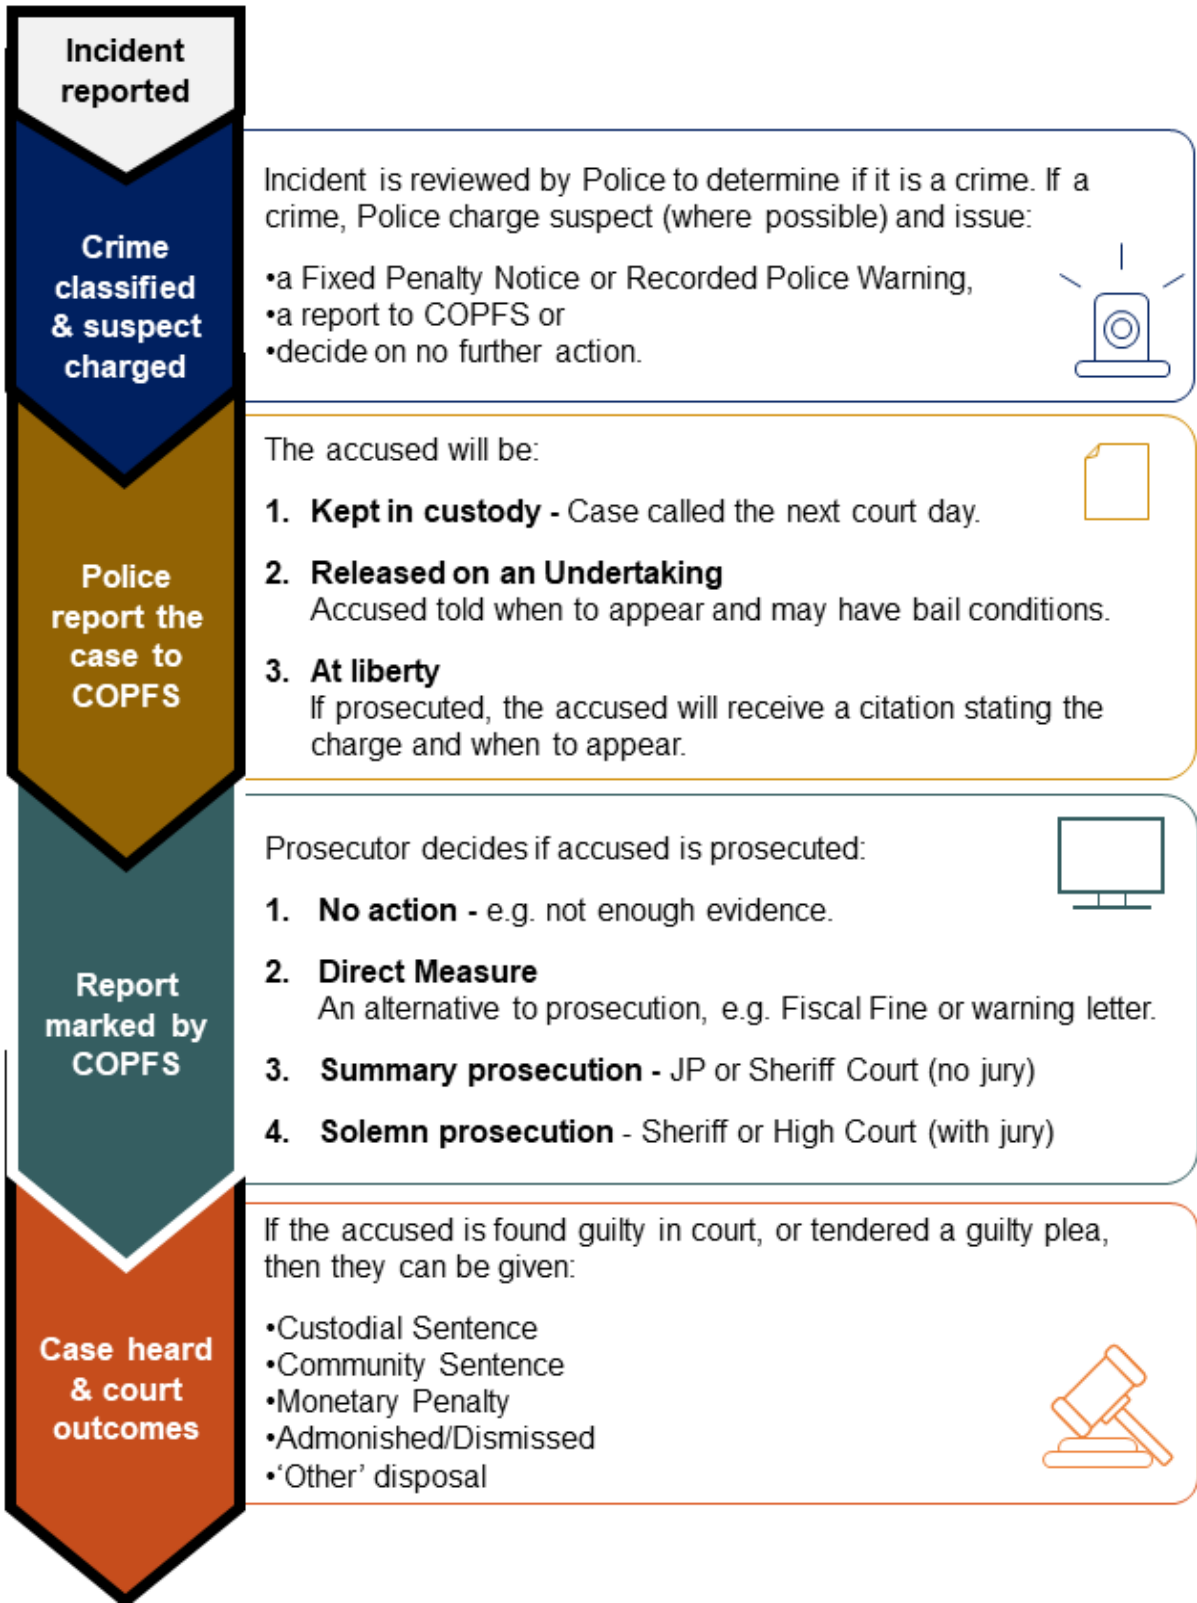 Incident
reported
Crime
classified
& suspect
charged
Incident is reviewed by Police to determine if it is a crime. If a
crime, Police charge suspect (where possible) and issue:
•a Fixed Penalty Notice or Recorded Police Warning,
•a report to COPFS or
•decide on no further action.
Police
report the
case to
COPFS
The accused will be:
1. Kept in custody - Case called the next court day.
2. Released on an Undertaking
Accused told when to appear and may have bail conditions.
3. At liberty
If prosecuted, the accused will receive a citation stating the
charge and when to appear.
Report
marked by
COPFS
Prosecutor decides if accused is prosecuted:
1. No action - e.g. not enough evidence.
2. Direct Measure
An alternative to prosecution, e.g. Fiscal Fine or warning letter.
3. Summary prosecution - JP or Sheriff Court (no jury)
4. Solemn prosecution - Sheriff or High Court (with jury)
Case heard
& court
outcomes
If the accused is found guilty in court, or tendered a guilty plea,
then they can be given:
•Custodial Sentence
•Community Sentence
•Monetary Penalty
•Admonished/Dismissed
•‘Other’ disposal